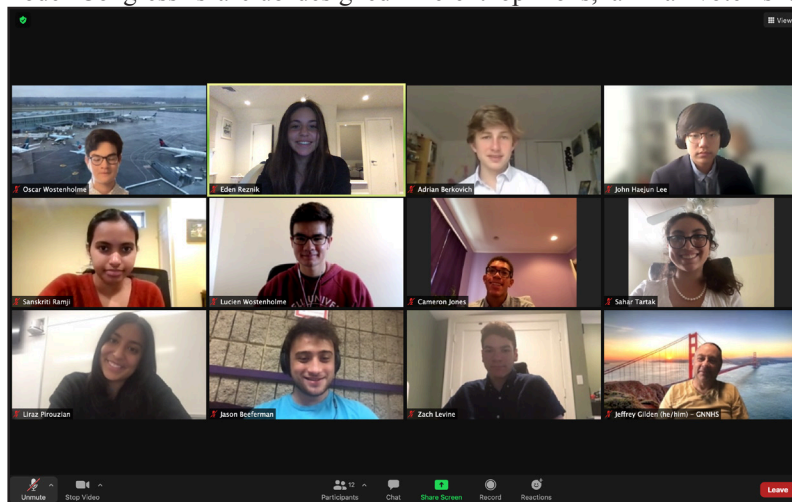 View
Oscar Wostenholme
Eden Reznik
Adrian Berkovich
John Haejun Lee
Sanskriti Ramji
Lucien Wostenholme
Cameron Jones
Sahar Tartak
Liraz Pirouzian
Jason Beeferman
Zach Levine
Jeffrey Gilden (he/him) – GNNHS
Unmute
Stop Video
12
Participants
Chat
Share Screen
Record
Reactions
Leave